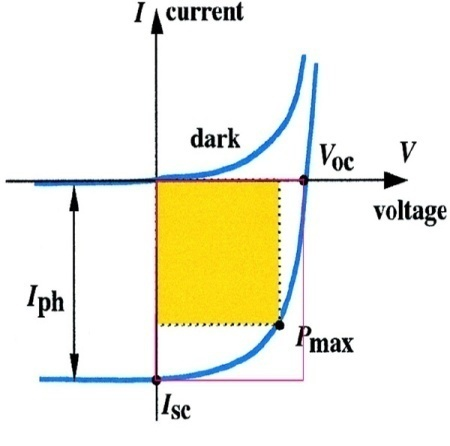 I current
dark
Voc
V
voltage
Iph
Pmax
Isc